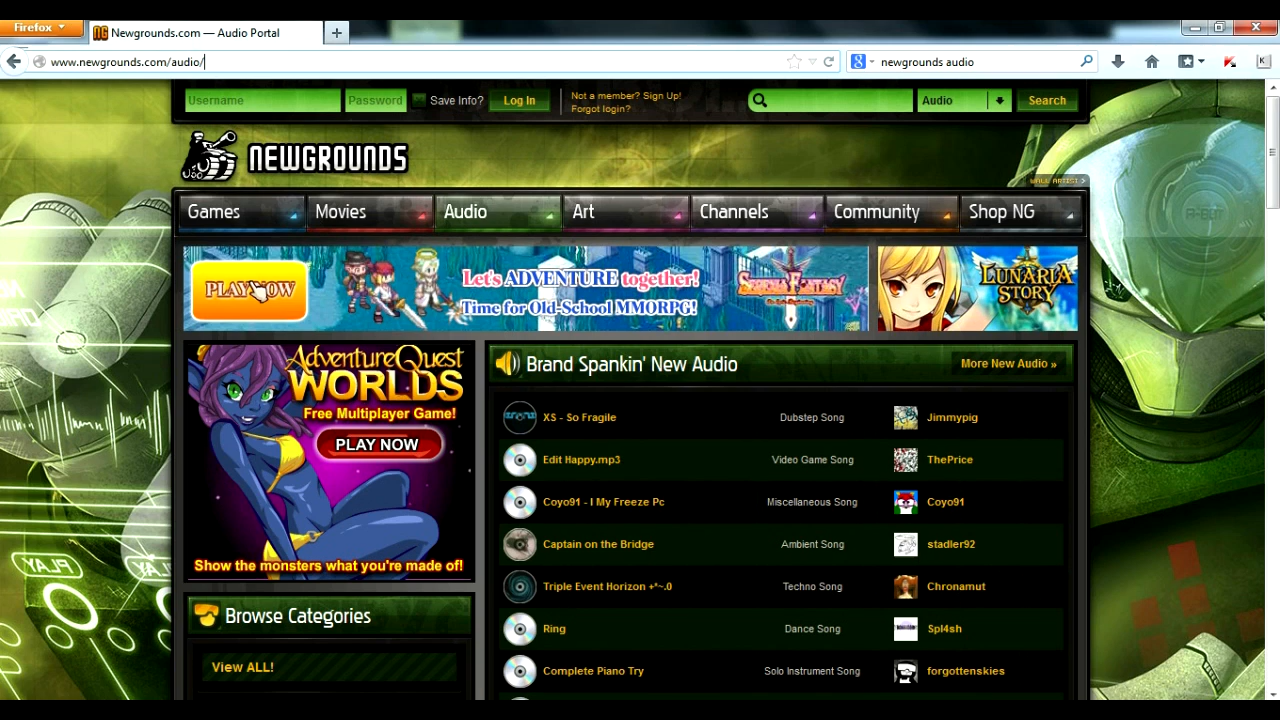 Firefox
NG Newgrounds.com — Audio Portal
+
www.newgrounds.com/audio/
newgrounds audio
Username
Password
Save Info?
Log In
Not a member? Sign Up!
Forgot login?
Audio
Search
NEWGROUNDS
WALL ARTIST >
Games
Movies
Audio
Art
Channels
Community
Shop NG
PLAY NOW
Let's ADVENTURE together!
Time for Old-School MMORPG!
LUNARIA
STORY
AdventureQuest
WORLDS
Free Multiplayer Game!
PLAY NOW
Show the monsters what you're made of!
Brand Spankin' New Audio
More New Audio »
XS - So Fragile
Dubstep Song
Jimmypig
Edit Happy.mp3
Video Game Song
ThePrice
Coyo91 - I My Freeze Pc
Miscellaneous Song
Coyo91
Captain on the Bridge
Ambient Song
stadler92
Triple Event Horizon +*~.0
Techno Song
Chronamut
Ring
Dance Song
Spl4sh
Complete Piano Try
Solo Instrument Song
forgottenskies
Browse Categories
View ALL!
PLAY
A-BOT